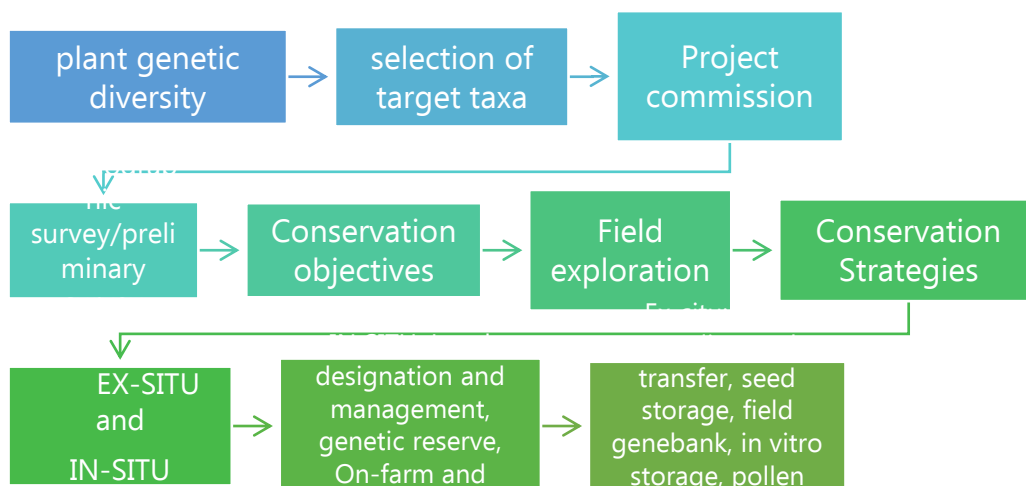 plant genetic
diversity
selection of
target taxa
Project
commission
survey/preli
minary
Conservation
objectives
Field
exploration
Conservation
Strategies
EX-SITU
and
IN-SITU
designation and
management,
genetic reserve,
On-farm and
transfer, seed
storage, field
genebank, in vitro
storage, pollen